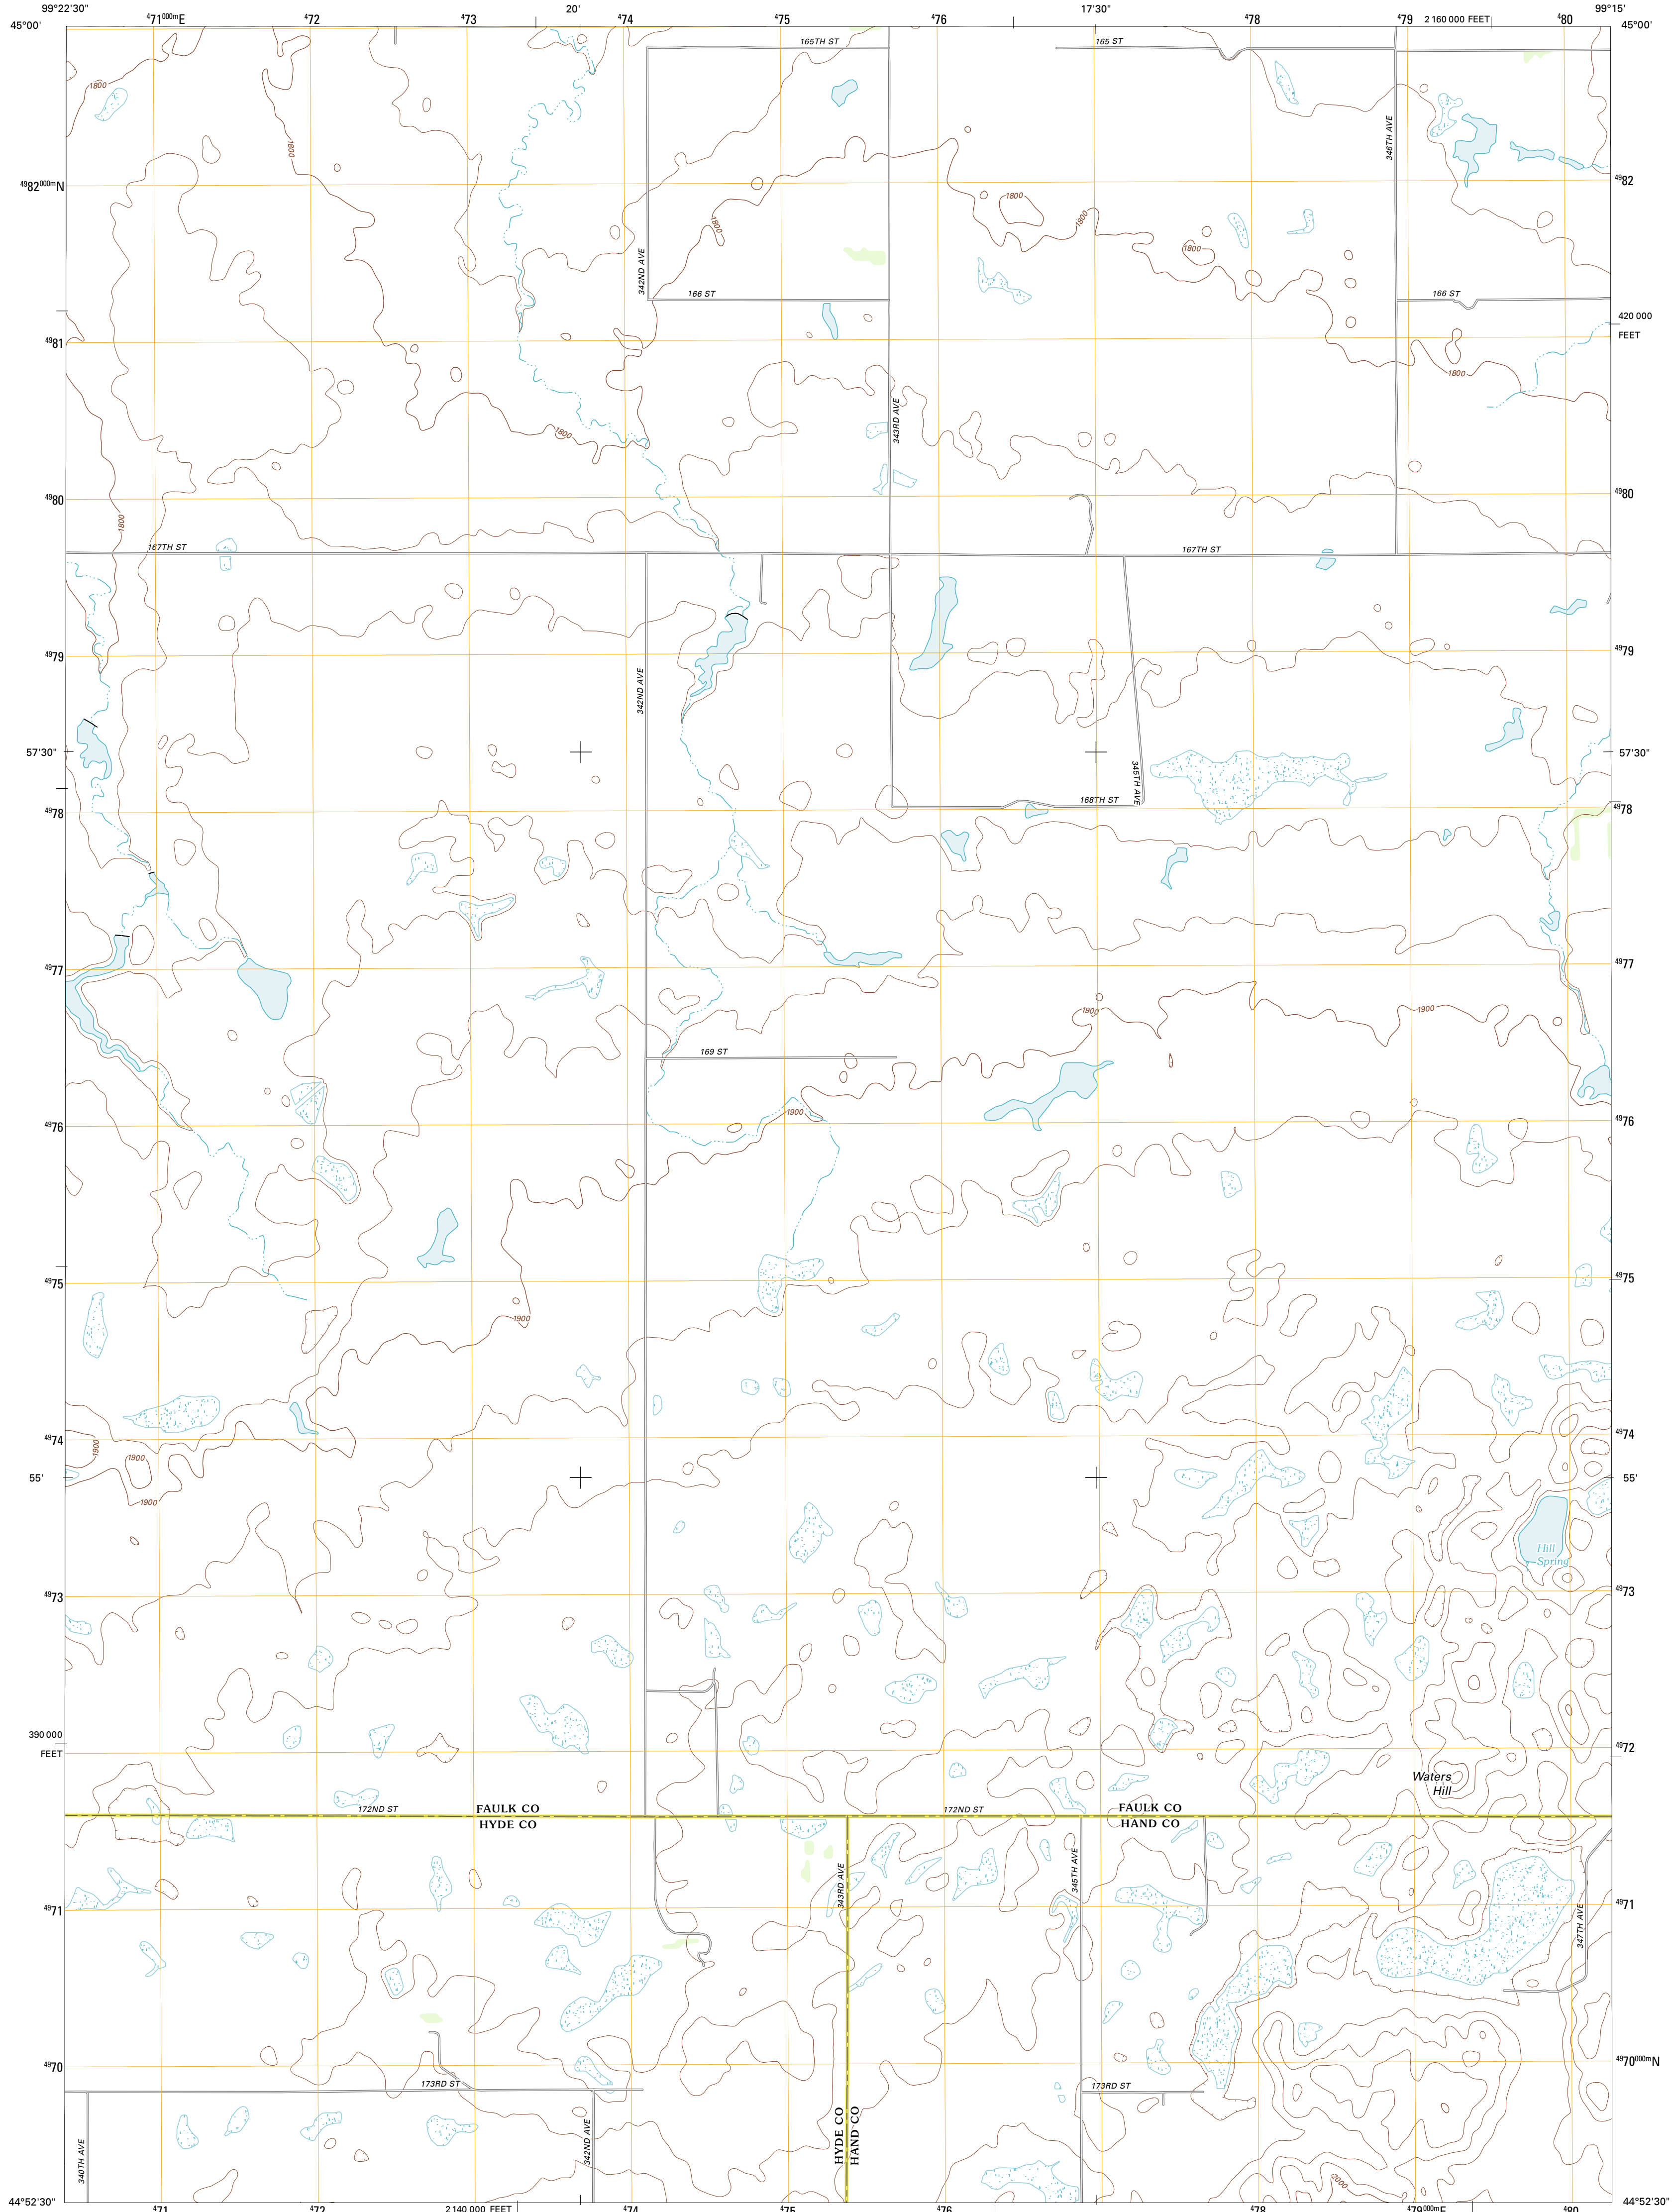 99°22'30" 471000mE 472 473 20' 474 475 476 17'30" 478 479 2 160 000 FEET 480 99°15'
45°00' 45°00'
165TH ST 165 ST
1800
346TH AVE
1800
4982000mN 4982
1800
1800
1800
1800
342ND AVE
166 ST 166 ST
420 000
FEET
4981
1800
343RD AVE
1800
4980 4980
1800
167TH ST 167TH ST
4979 4979
342ND AVE
57'30" 57'30"
345TH AVE
168TH ST
4978 4978
4977 4977
1900 1900
169 ST
1900
4976 4976
4975 4975
1900
4974 4974
1900
1900
55' 55'
1900
Hill
Spring
4973 4973
390 000
FEET
4972
Waters
Hill
172ND ST FAULK CO 172ND ST FAULK CO
HYDE CO HAND CO
343RD AVE
345TH AVE
347TH AVE
4971 4971
4970 4970000mN
173RD ST 173RD ST
340TH AVE
342ND AVE
HYDE CO
HAND CO
2000
44°52'30" 44°52'30"
471 472 2 140 000 FEET 474 475 476 478 479000mE 480